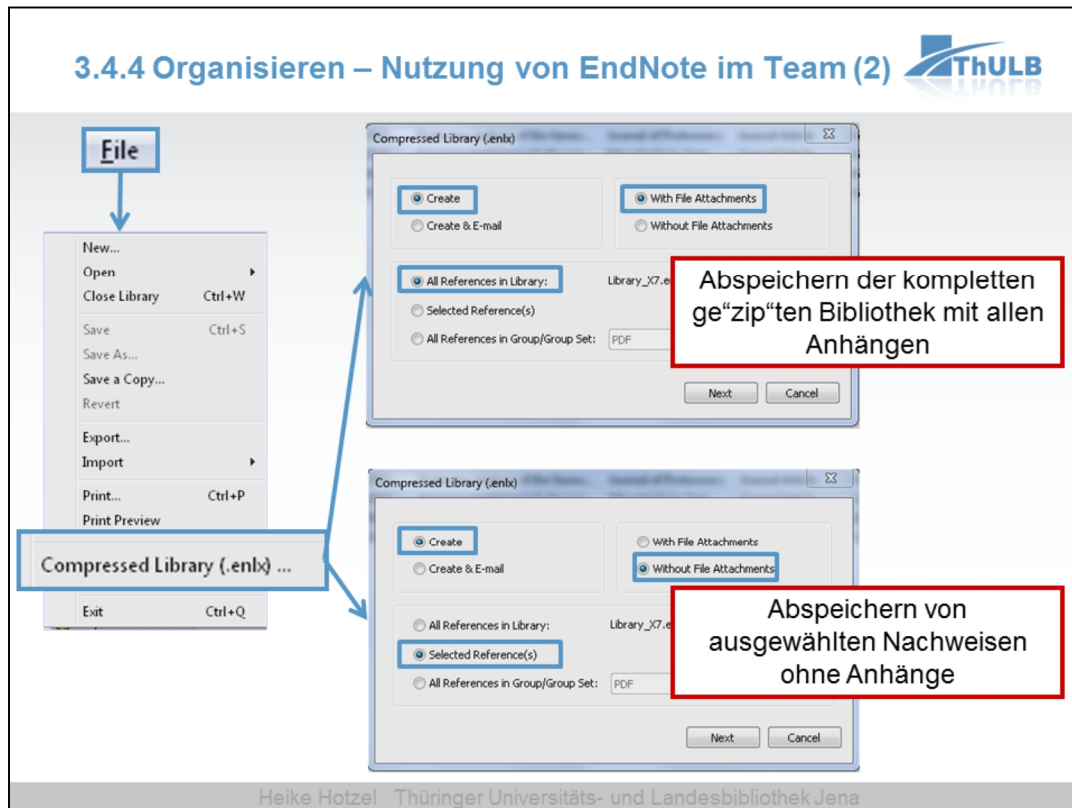 3.4.4 Organisieren – Nutzung von EndNote im Team (2)
ThULB
File
New...
Open
Close Library Ctrl+W
Save Ctrl+S
Save As...
Save a Copy...
Revert
Export...
Import
Print... Ctrl+P
Print Preview
Compressed Library (.enlx) ...
Exit Ctrl+Q
Compressed Library (.enlx)
Create
With File Attachments
Create & E-mail
Without File Attachments
All References in Library: Library_X7.e
Selected Reference(s)
All References in Group/Group Set: PDF
Next Cancel
Abspeichern der kompletten
ge“zip“ten Bibliothek mit allen
Anhängen
Compressed Library (.enlx)
Create
With File Attachments
Create & E-mail
Without File Attachments
All References in Library: Library_X7.e
Selected Reference(s)
All References in Group/Group Set: PDF
Next Cancel
Abspeichern von
ausgewählten Nachweisen
ohne Anhänge
Heike Hotzel Thüringer Universitäts- und Landesbibliothek Jena